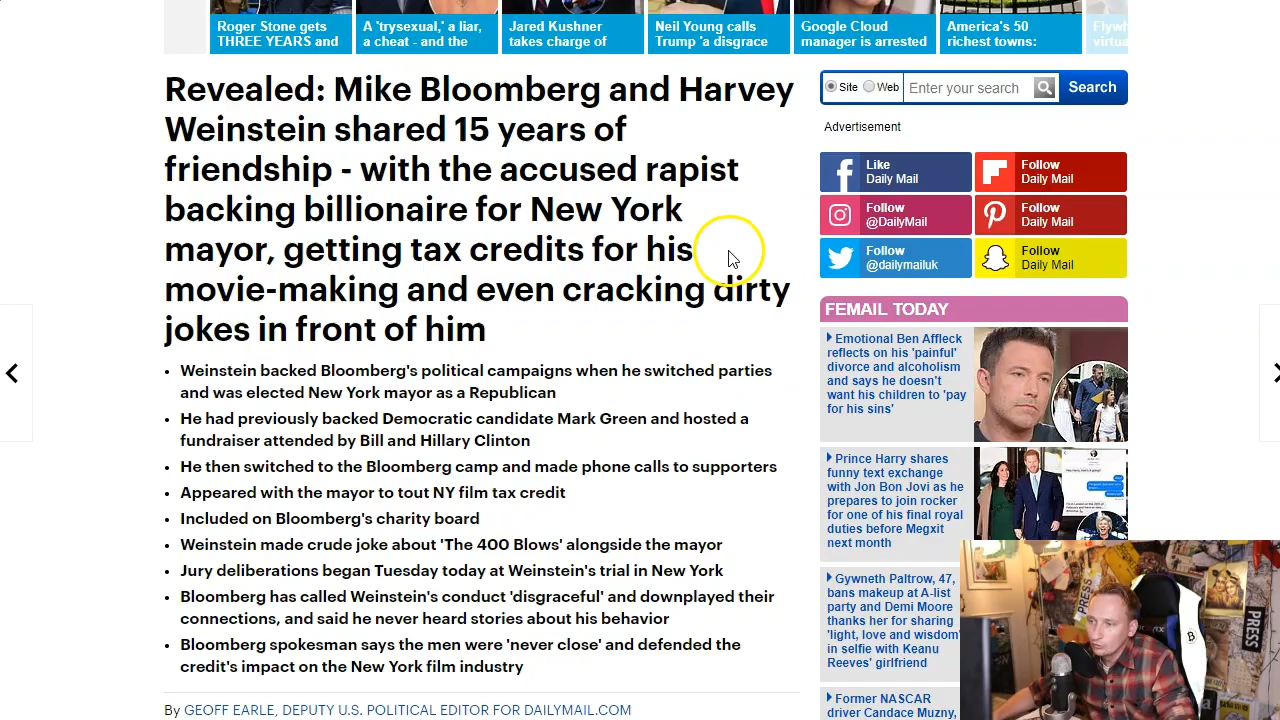 Roger Stone gets
THREE YEARS and
A 'trysexual,' a liar,
a cheat - and the
Jared Kushner
takes charge of
Neil Young calls
Trump 'a disgrace
Google Cloud
manager is arrested
America's 50
richest towns:
Revealed: Mike Bloomberg and Harvey
Weinstein shared 15 years of
friendship - with the accused rapist
backing billionaire for New York
mayor, getting tax credits for his
movie-making and even cracking dirty
jokes in front of him
Weinstein backed Bloomberg's political campaigns when he switched parties
and was elected New York mayor as a Republican
He had previously backed Democratic candidate Mark Green and hosted a
fundraiser attended by Bill and Hillary Clinton
He then switched to the Bloomberg camp and made phone calls to supporters
Appeared with the mayor to tout NY film tax credit
Included on Bloomberg's charity board
Weinstein made crude joke about 'The 400 Blows' alongside the mayor
Jury deliberations began Tuesday today at Weinstein's trial in New York
Bloomberg has called Weinstein's conduct 'disgraceful' and downplayed their
connections, and said he never heard stories about his behavior
Bloomberg spokesman says the men were 'never close' and defended the
credit's impact on the New York film industry
By GEOFF EARLE, DEPUTY U.S. POLITICAL EDITOR FOR DAILYMAIL.COM
Site Web Enter your search Search
Advertisement
Like
Daily Mail
Follow
Daily Mail
Follow
@DailyMail
Follow
Daily Mail
Follow
@dailymailuk
Follow
Daily Mail
FEMAIL TODAY
Emotional Ben Affleck
reflects on his 'painful'
divorce and alcoholism
and says he doesn't
want his children to 'pay
for his sins'
Prince Harry shares
funny text exchange
with Jon Bon Jovi as he
prepares to join rocker
for one of his final royal
duties before Megxit
next month
Gwyneth Paltrow, 47,
bans makeup at A-list
party and Demi Moore
thanks her for sharing
'light, love and wisdom'
in selfie with Keanu
Reeves' girlfriend
Former NASCAR
driver Candace Muzny,
PRESS
PRESS